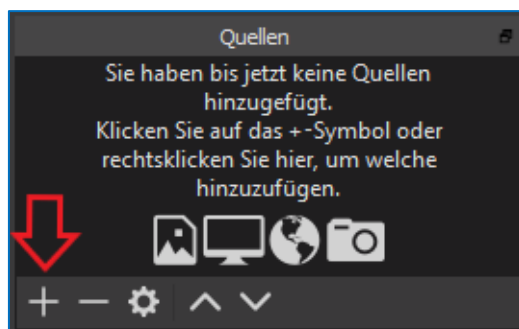 Quellen
Sie haben bis jetzt keine Quellen
hinzugefügt.
Klicken Sie auf das +-Symbol oder
rechtsklicken Sie hier, um welche
hinzuzufügen.